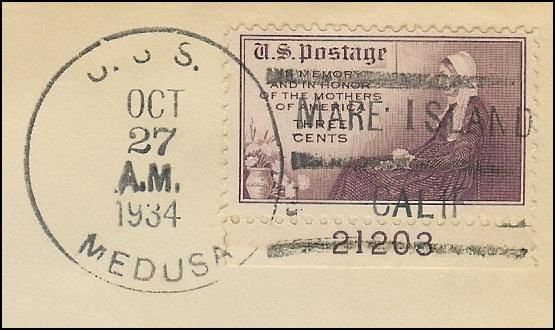 U.S.S.
OCT
27
A.M.
1934
MEDUSA
U.S. Postage
IN MEMORY
AND IN HONOR
OF THE MOTHERS
OF AMERICA
THREE
CENTS
MARE ISLAND
CALIF
21203